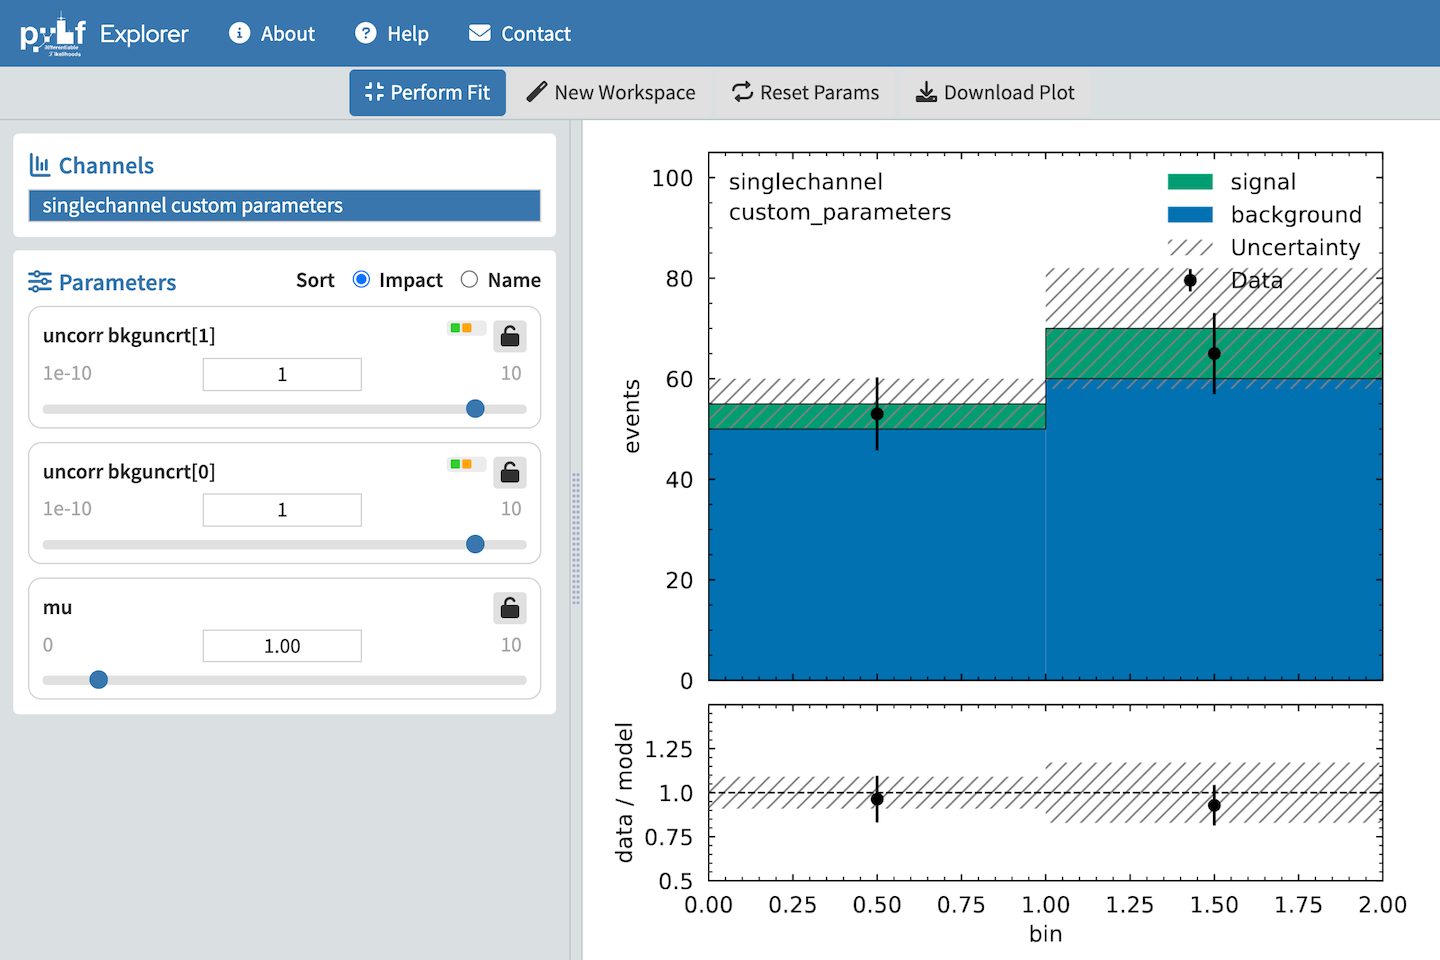 pyhf Explorer About Help Contact
differentiable
likelihoods
Perform Fit New Workspace Reset Params Download Plot
Channels
singlechannel custom parameters
Parameters Sort Impact Name
uncorr bkguncrt[1]
1e-10 1 10
uncorr bkguncrt[0]
1e-10 1 10
mu
0 1.00 10
singlechannel
custom_parameters
signal
background
Uncertainty
Data
100
80
60
40
20
0
events
1.25
1.0
0.75
0.5
data / model
0.00 0.25 0.50 0.75 1.00 1.25 1.50 1.75 2.00
bin